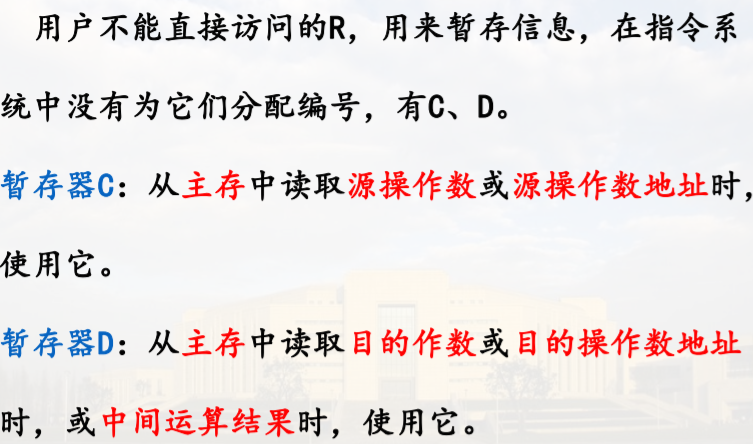 用户不能直接访问的R，用来暂存信息，在指令系
统中没有为它们分配编号，有C、D。
暂存器C：从主存中读取源操作数或源操作数地址时，
使用它。
暂存器D：从主存中读取目的作数或目的操作数地址
时，或中间运算结果时，使用它。